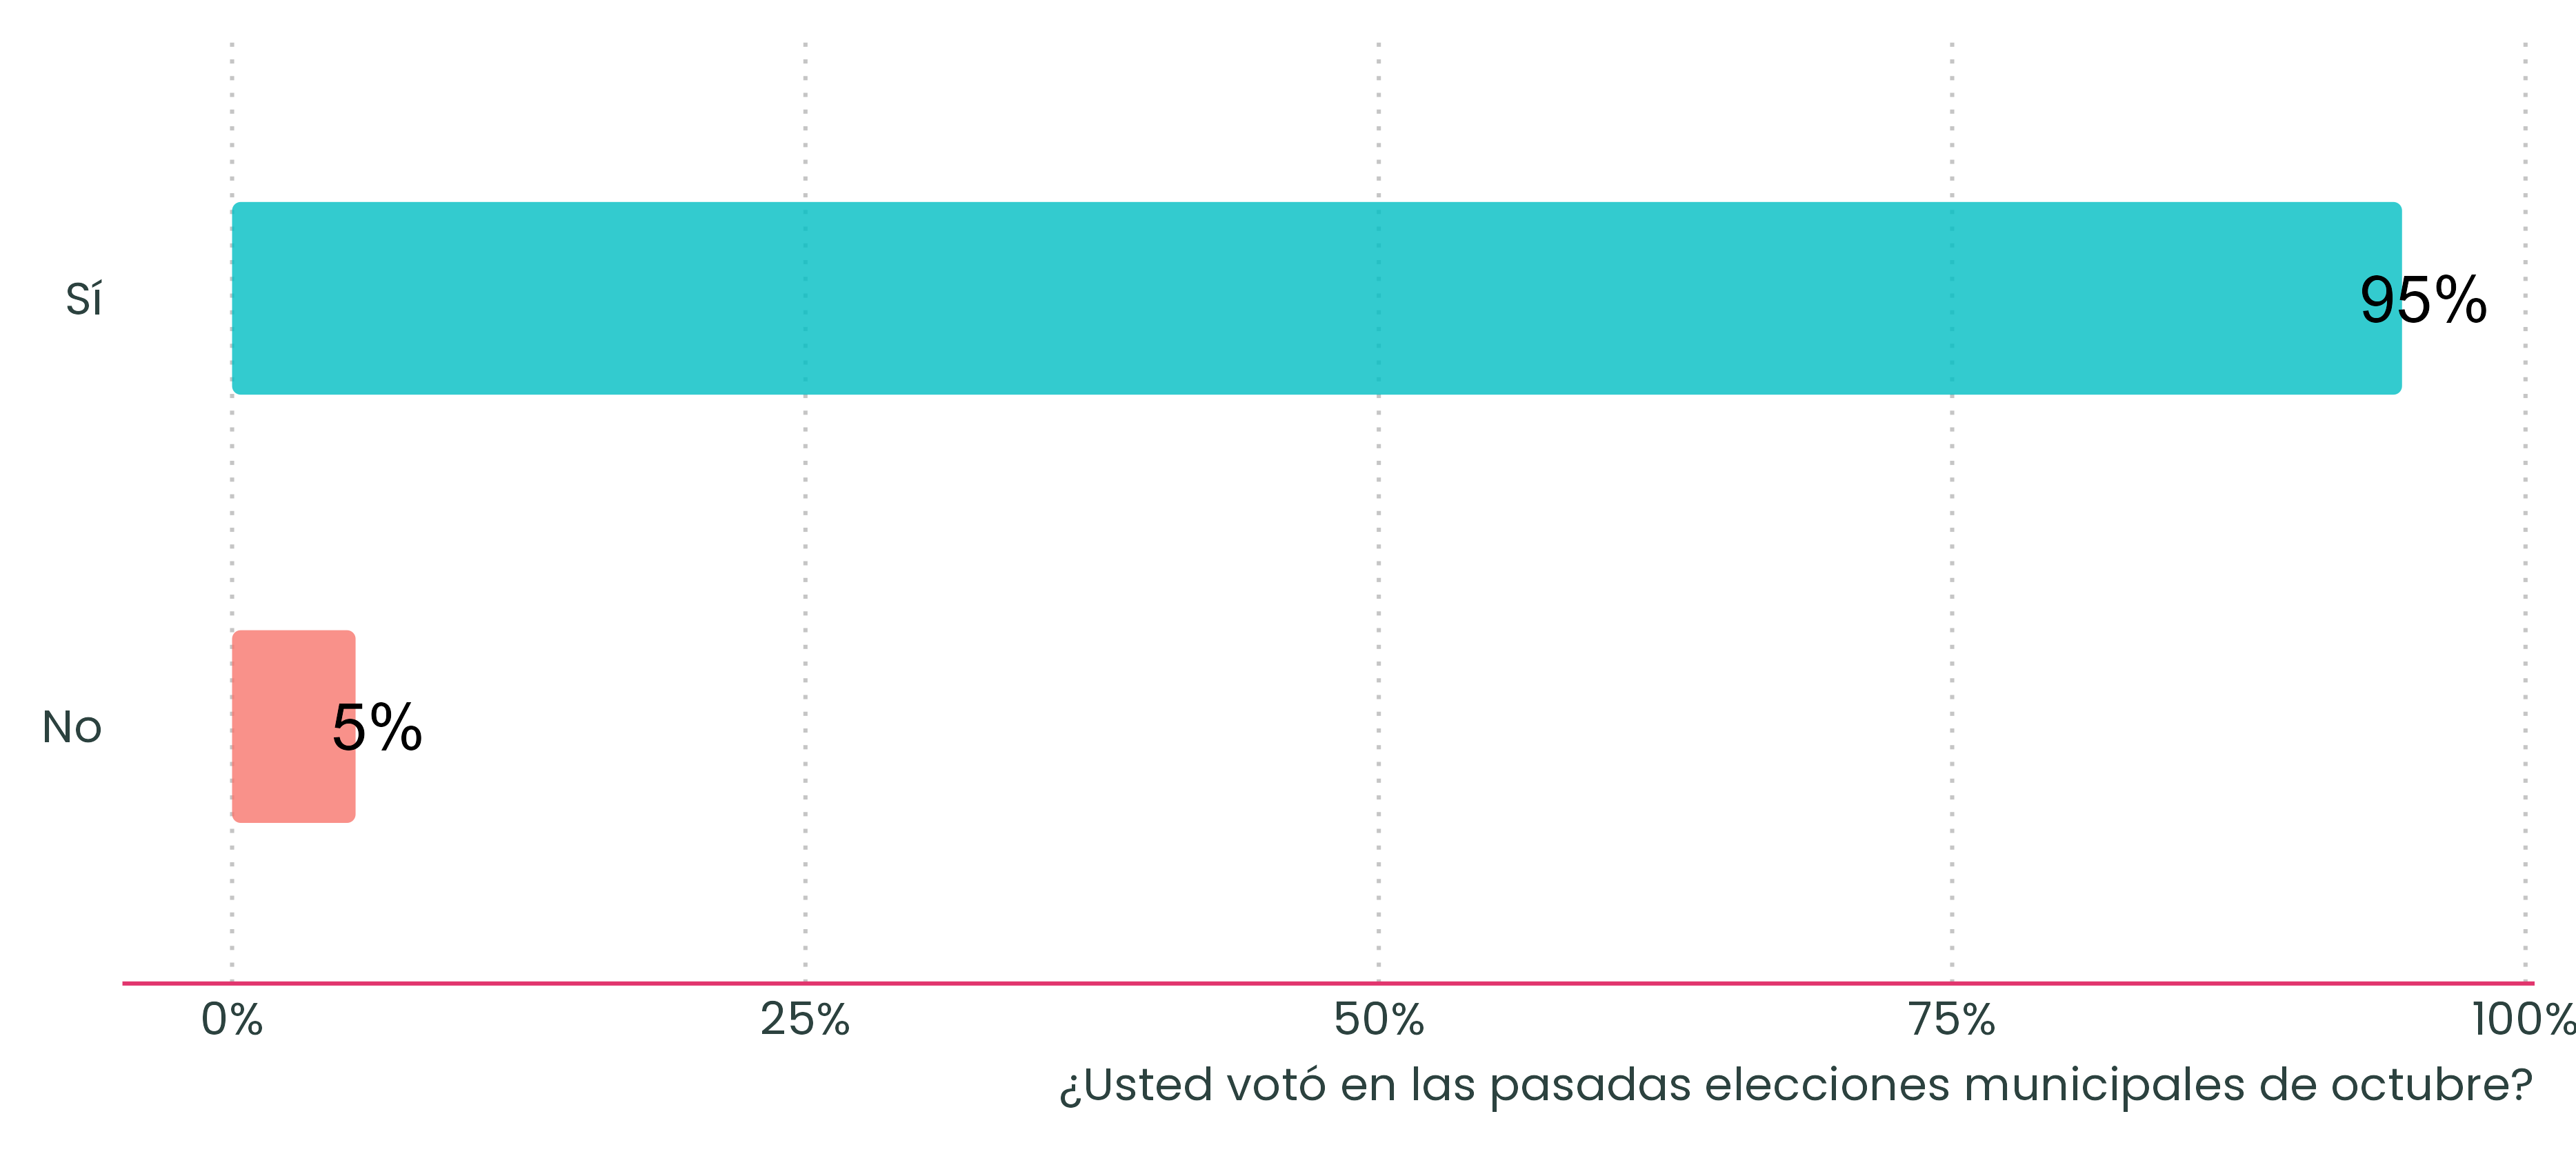 Sí
95%
No
5%
0% 25% 50% 75% 100%
¿Usted votó en las pasadas elecciones municipales de octubre?